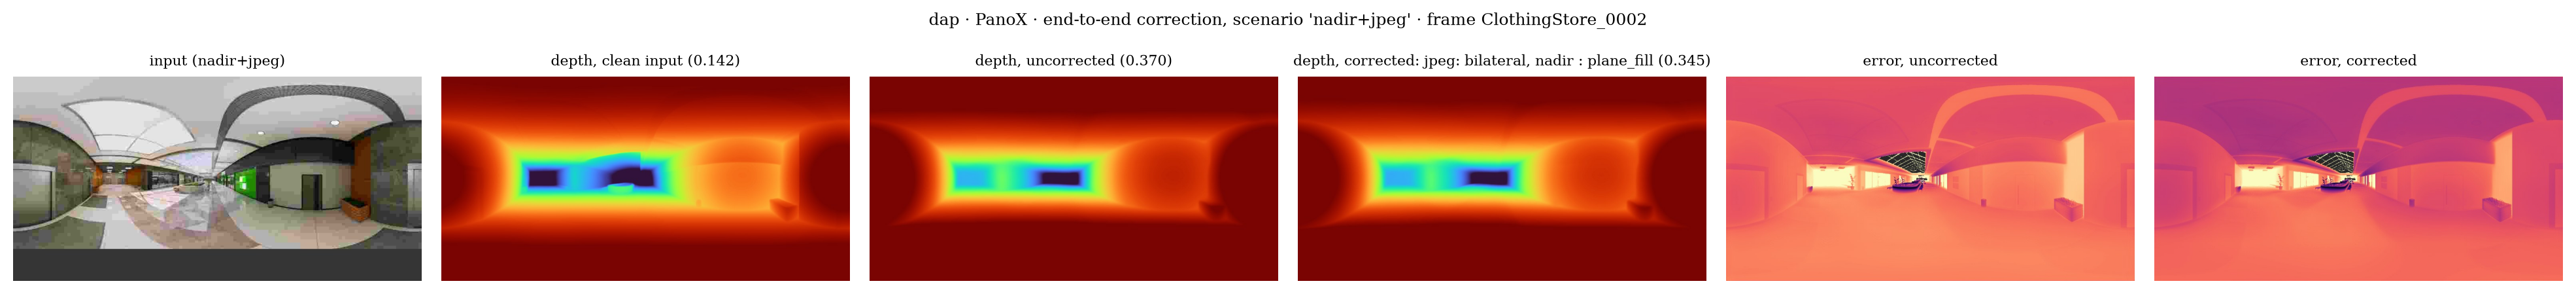 dap · PanoX · end-to-end correction, scenario 'nadir+jpeg' · frame ClothingStore_0002
input (nadir+jpeg)
depth, clean input (0.142)
depth, uncorrected (0.370)
depth, corrected: jpeg: bilateral, nadir : plane_fill (0.345)
error, uncorrected
error, corrected